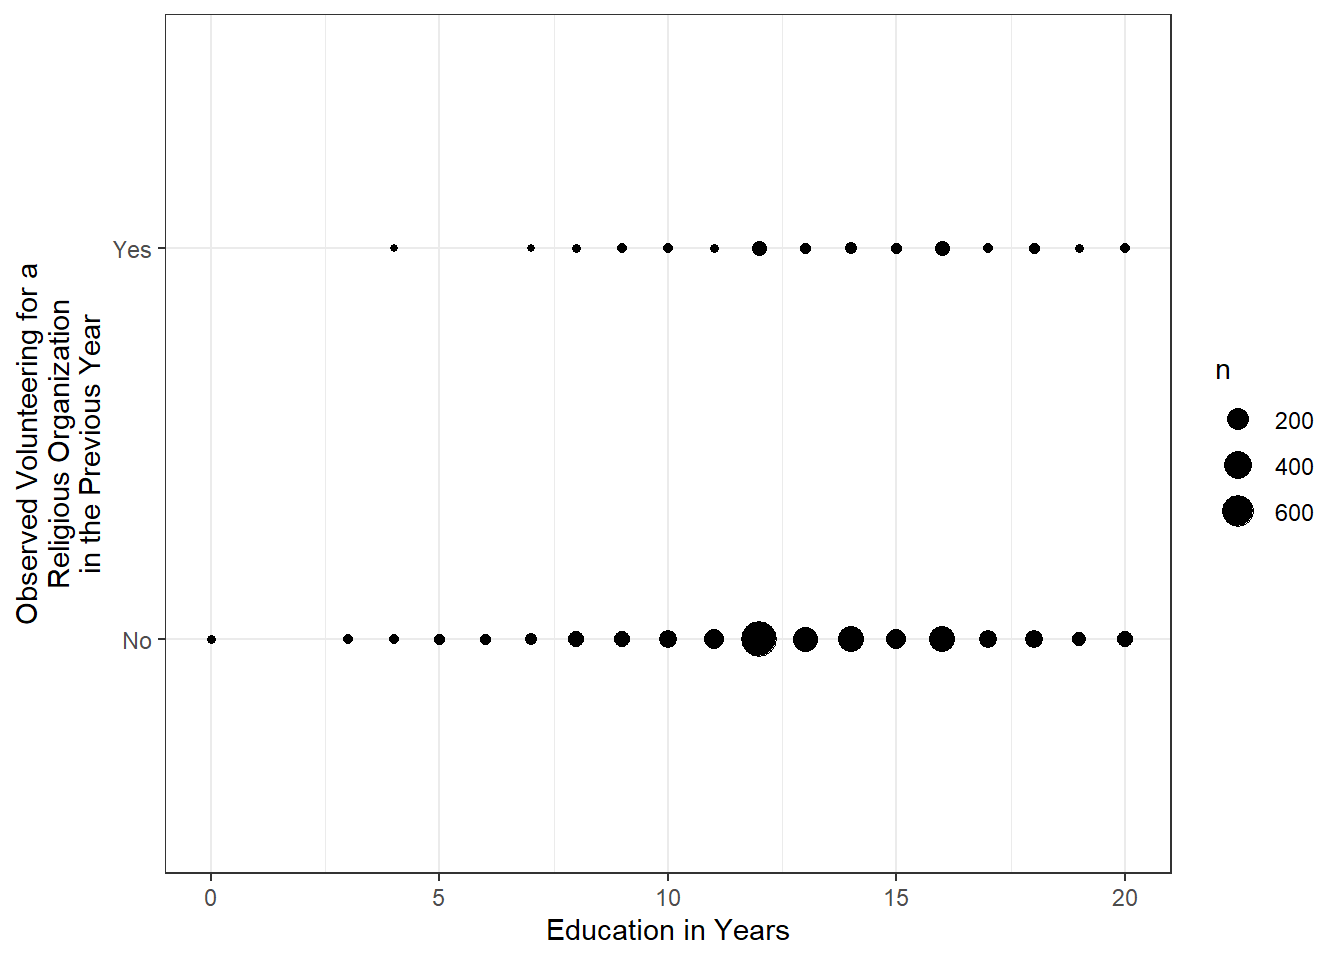 Observed Volunteering for a
Religious Organization
in the Previous Year
Yes
No
0
5
10
15
20
Education in Years
n
200
400
600